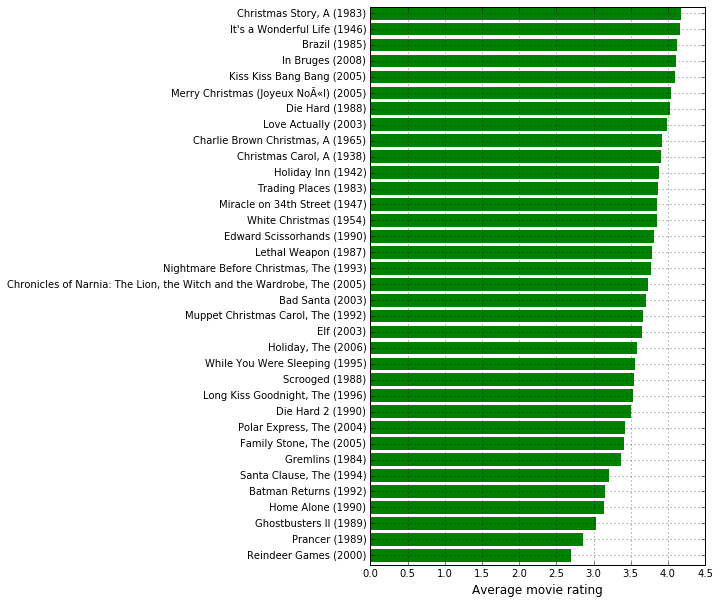 Christmas Story, A (1983)
It's a Wonderful Life (1946)
Brazil (1985)
In Bruges (2008)
Kiss Kiss Bang Bang (2005)
Merry Christmas (Joyeux NoÃ«l) (2005)
Die Hard (1988)
Love Actually (2003)
Charlie Brown Christmas, A (1965)
Christmas Carol, A (1938)
Holiday Inn (1942)
Trading Places (1983)
Miracle on 34th Street (1947)
White Christmas (1954)
Edward Scissorhands (1990)
Lethal Weapon (1987)
Nightmare Before Christmas, The (1993)
Chronicles of Narnia: The Lion, the Witch and the Wardrobe, The (2005)
Bad Santa (2003)
Muppet Christmas Carol, The (1992)
Elf (2003)
Holiday, The (2006)
While You Were Sleeping (1995)
Scrooged (1988)
Long Kiss Goodnight, The (1996)
Die Hard 2 (1990)
Polar Express, The (2004)
Family Stone, The (2005)
Gremlins (1984)
Santa Clause, The (1994)
Batman Returns (1992)
Home Alone (1990)
Ghostbusters II (1989)
Prancer (1989)
Reindeer Games (2000)
0.0 0.5 1.0 1.5 2.0 2.5 3.0 3.5 4.0 4.5
Average movie rating